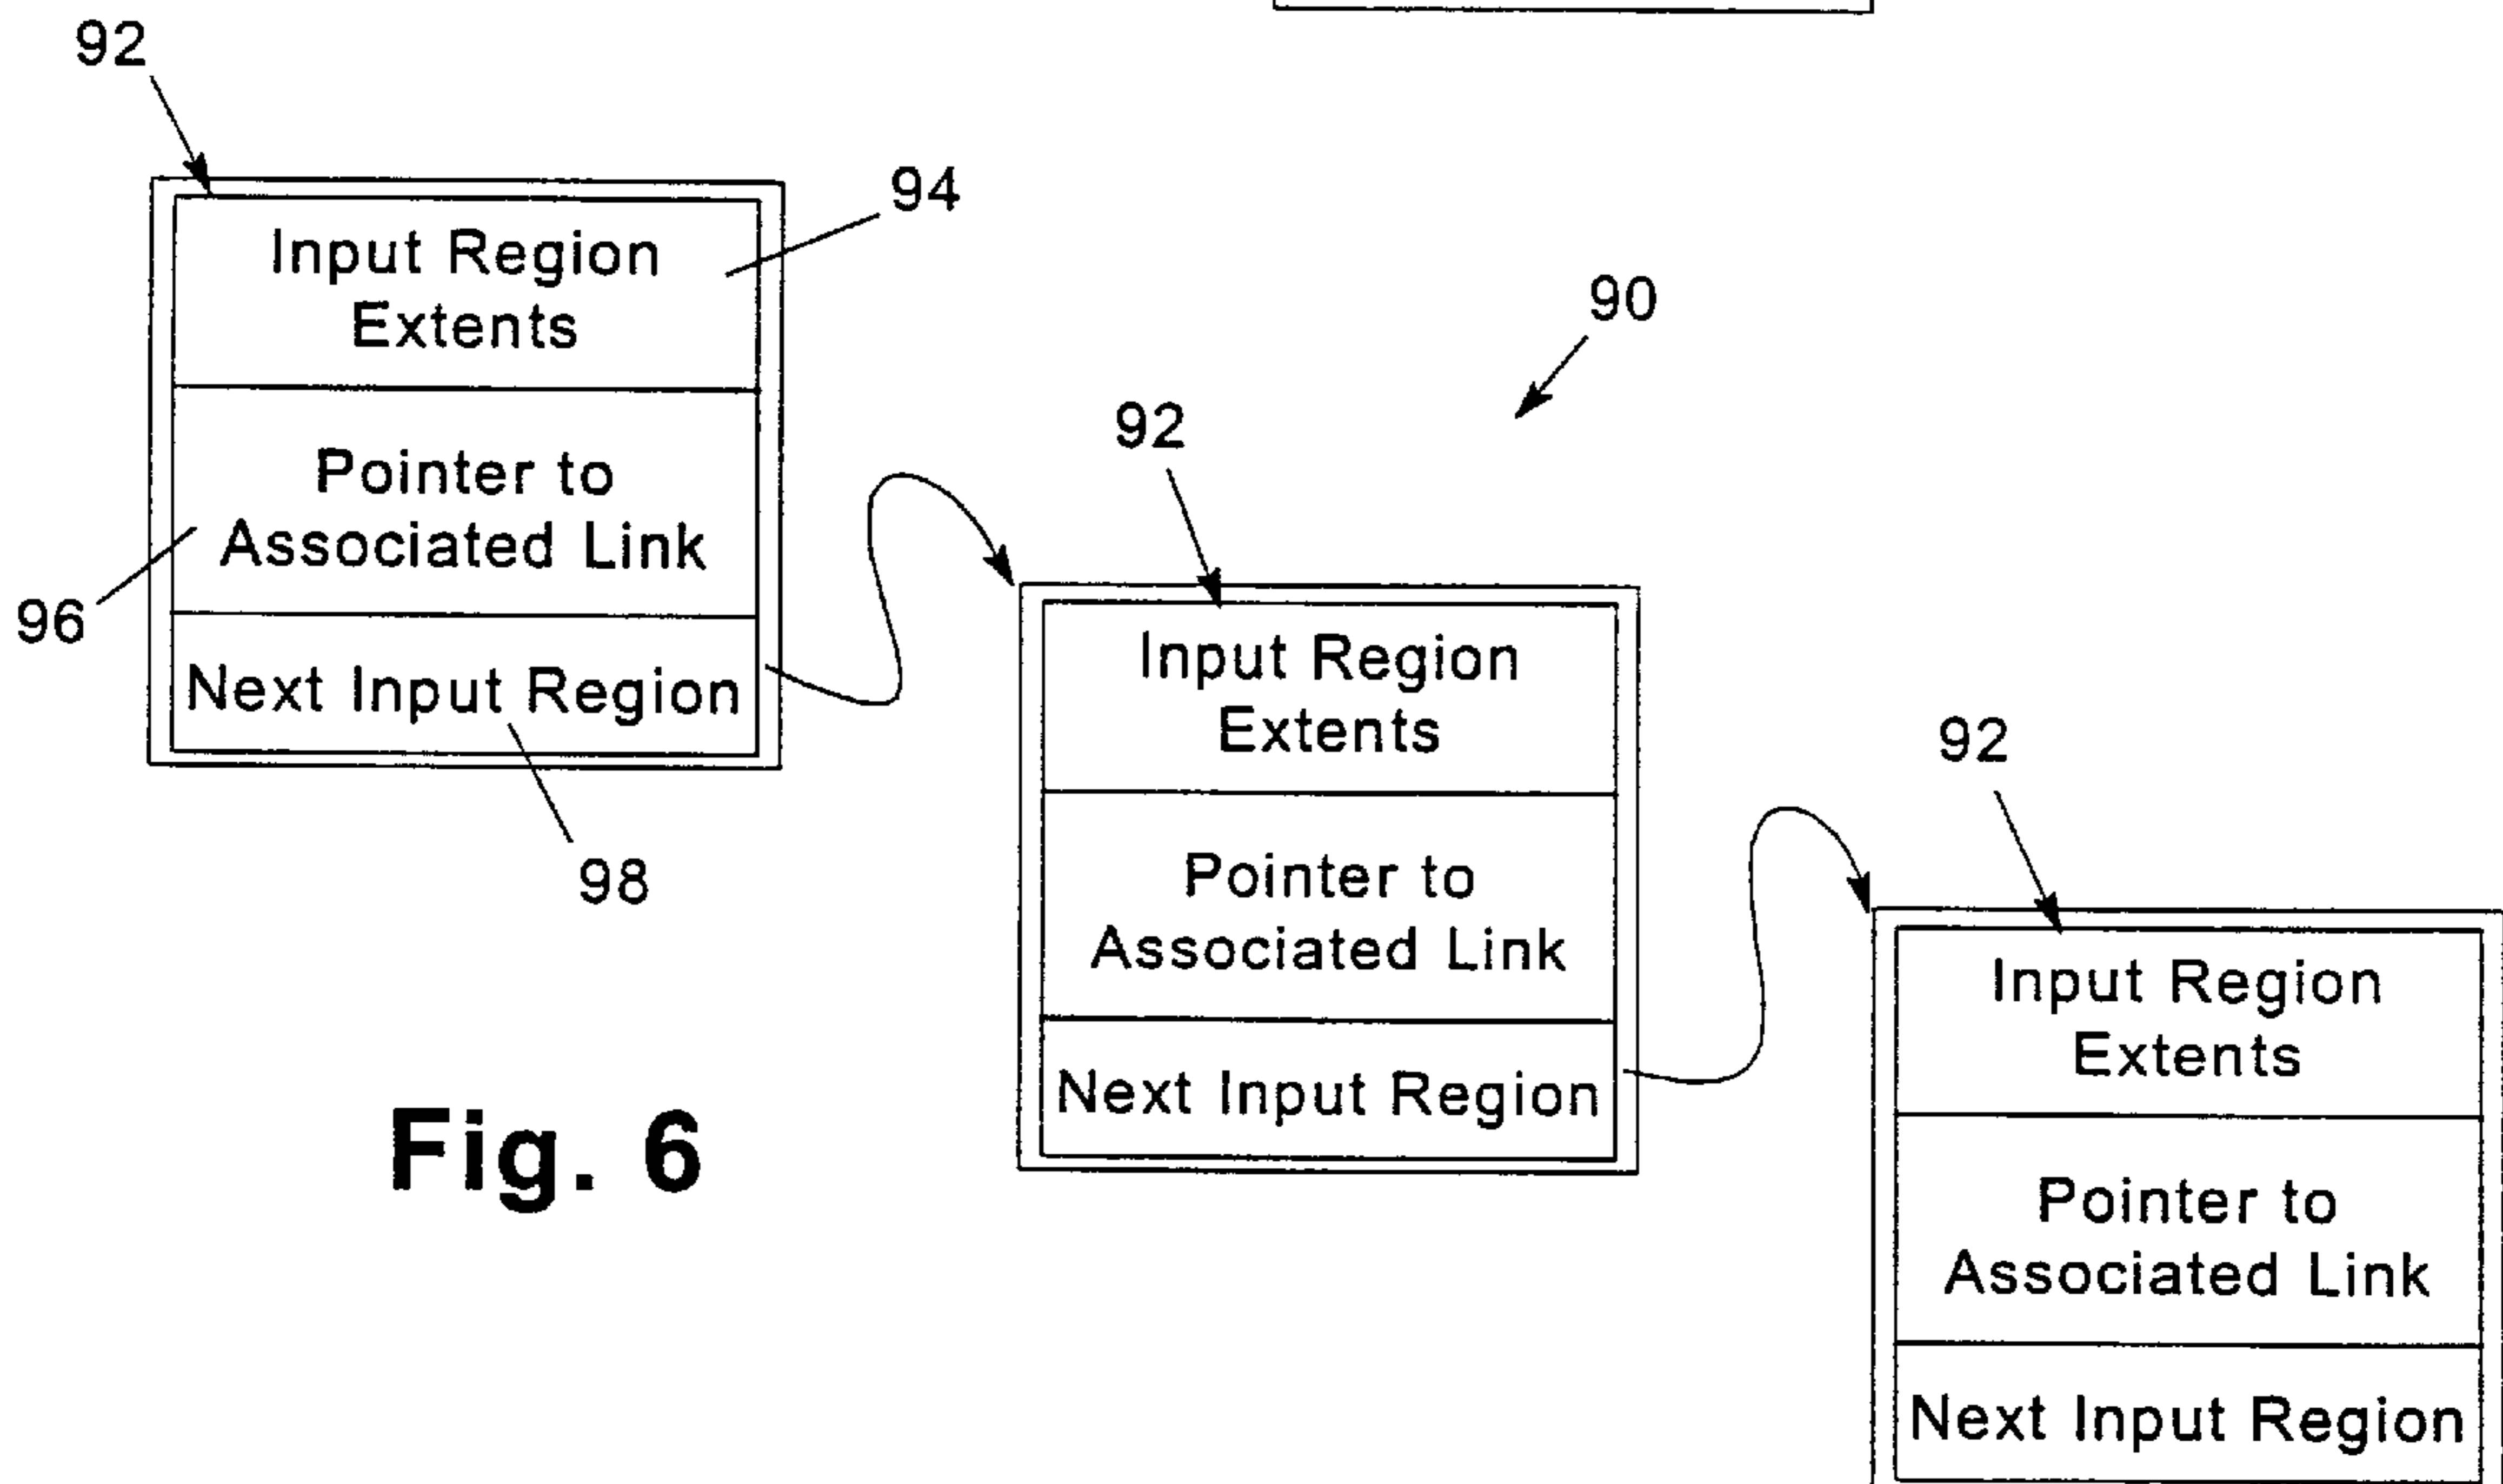 92
94
Input Region
Extents
Pointer to
Associated Link
96
Next Input Region
98
90
92
Input Region
Extents
Pointer to
Associated Link
Next Input Region
92
Input Region
Extents
Pointer to
Associated Link
Next Input Region
Fig. 6